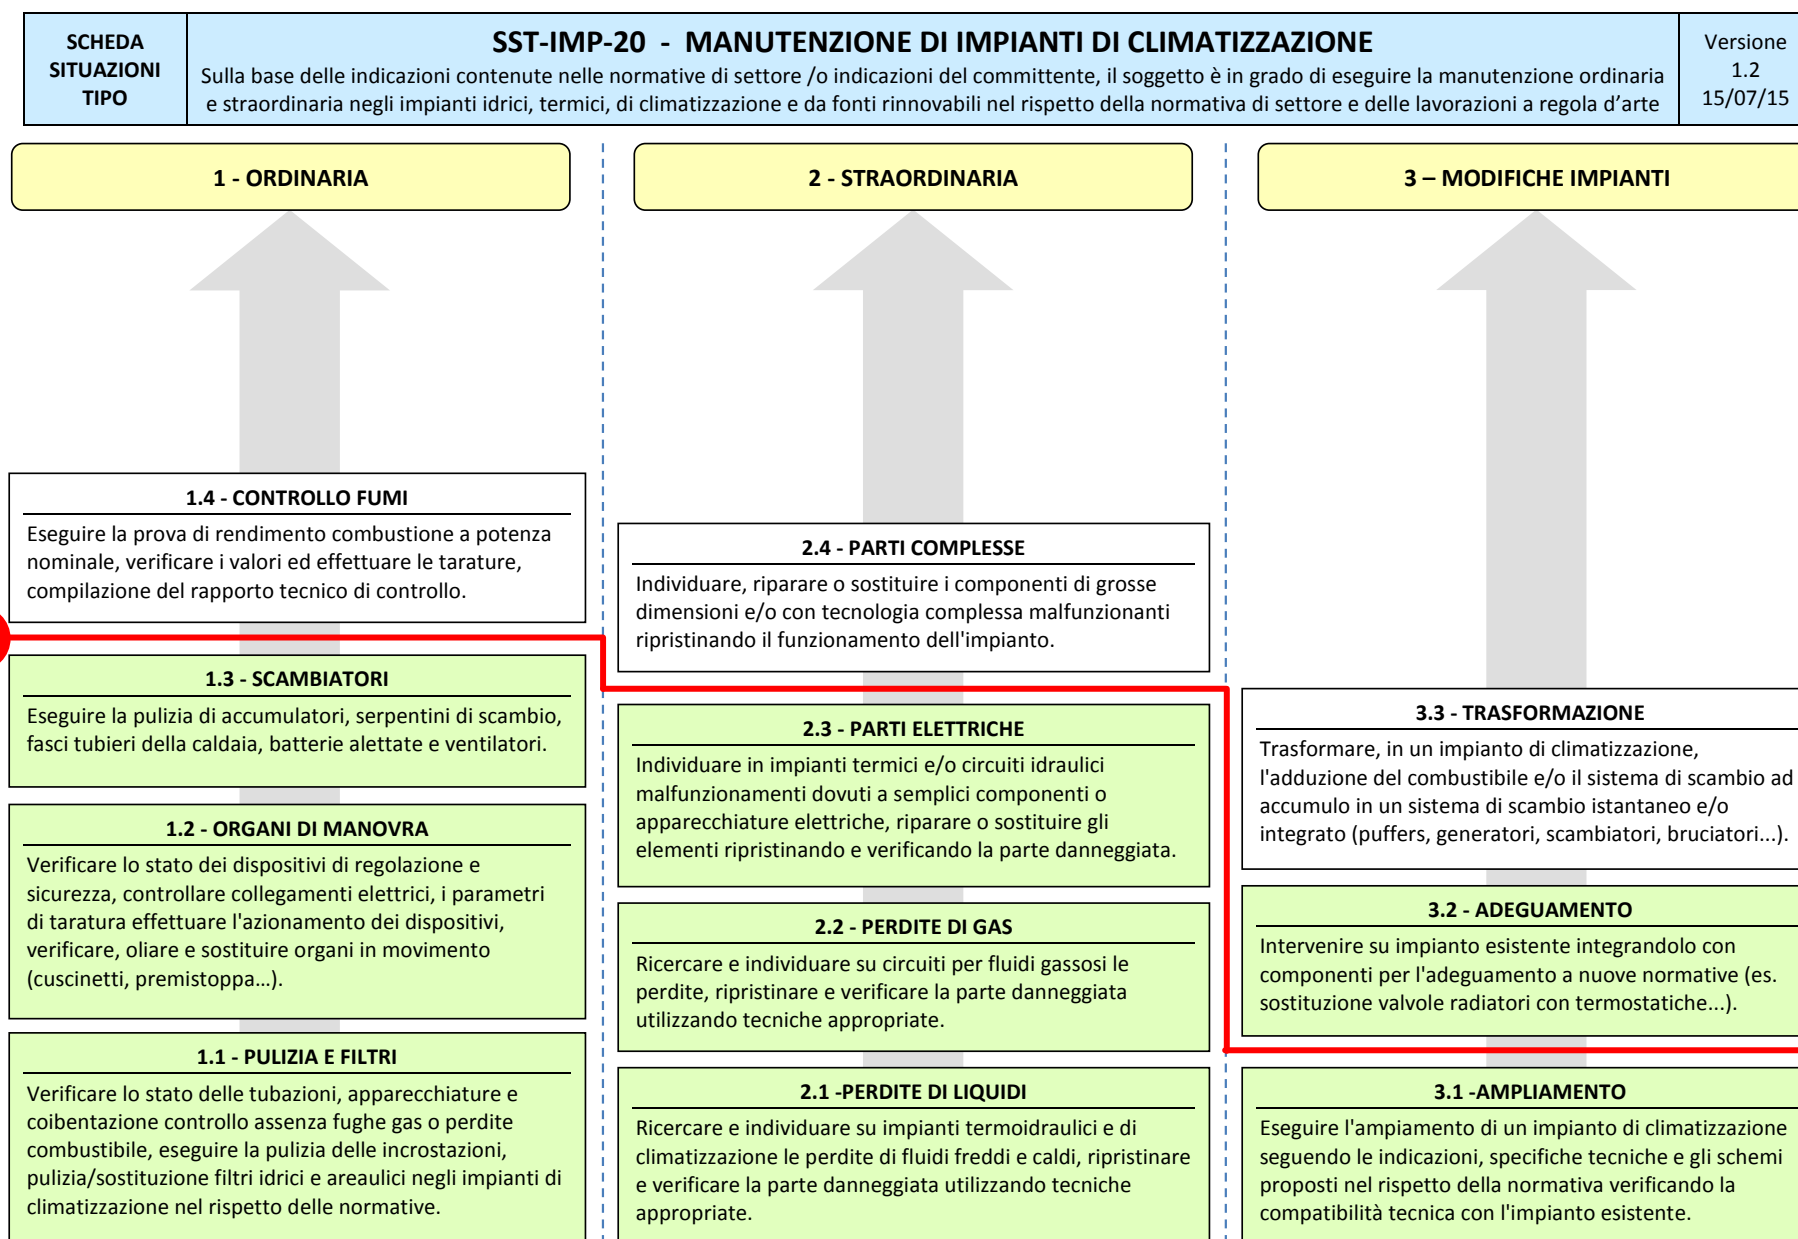 SCHEDA
SITUAZIONI
TIPO
SST-IMP-20 - MANUTENZIONE DI IMPIANTI DI CLIMATIZZAZIONE
Sulla base delle indicazioni contenute nelle normative di settore /o indicazioni del committente, il soggetto è in grado di eseguire la manutenzione ordinaria
e straordinaria negli impianti idrici, termici, di climatizzazione e da fonti rinnovabili nel rispetto della normativa di settore e delle lavorazioni a regola d'arte
Versione
1.2
15/07/15
1 - ORDINARIA
1.4 - CONTROLLO FUMI
Eseguire la prova di rendimento combustione a potenza
nominale, verificare i valori ed effettuare le tarature,
compilazione del rapporto tecnico di controllo.
1.3 - SCAMBIATORI
Eseguire la pulizia di accumulatori, serpentini di scambio,
fasci tubieri della caldaia, batterie alettate e ventilatori.
1.2 - ORGANI DI MANOVRA
Verificare lo stato dei dispositivi di regolazione e
sicurezza, controllare collegamenti elettrici, i parametri
di taratura effettuare l'azionamento dei dispositivi,
verificare, oliare e sostituire organi in movimento
(cuscinetti, premistoppa…).
1.1 - PULIZIA E FILTRI
Verificare lo stato delle tubazioni, apparecchiature e
coibentazione controllo assenza fughe gas o perdite
combustibile, eseguire la pulizia delle incrostazioni,
pulizia/sostituzione filtri idrici e areaulici negli impianti di
climatizzazione nel rispetto delle normative.
2 - STRAORDINARIA
2.4 - PARTI COMPLESSE
Individuare, riparare o sostituire i componenti di grosse
dimensioni e/o con tecnologia complessa malfunzionanti
ripristinando il funzionamento dell'impianto.
2.3 - PARTI ELETTRICHE
Individuare in impianti termici e/o circuiti idraulici
malfunzionamenti dovuti a semplici componenti o
apparecchiature elettriche, riparare o sostituire gli
elementi ripristinando e verificando la parte danneggiata.
2.2 - PERDITE DI GAS
Ricercare e individuare su circuiti per fluidi gassosi le
perdite, ripristinare e verificare la parte danneggiata
utilizzando tecniche appropriate.
2.1 -PERDITE DI LIQUIDI
Ricercare e individuare su impianti termoidraulici e di
climatizzazione le perdite di fluidi freddi e caldi, ripristinare
e verificare la parte danneggiata utilizzando tecniche
appropriate.
3 – MODIFICHE IMPIANTI
3.3 - TRASFORMAZIONE
Trasformare, in un impianto di climatizzazione,
l'adduzione del combustibile e/o il sistema di scambio ad
accumulo in un sistema di scambio istantaneo e/o
integrato (puffers, generatori, scambiatori, bruciatori...).
3.2 - ADEGUAMENTO
Intervenire su impianto esistente integrandolo con
componenti per l'adeguamento a nuove normative (es.
sostituzione valvole radiatori con termostatiche...).
3.1 -AMPLIAMENTO
Eseguire l'ampiamento di un impianto di climatizzazione
seguendo le indicazioni, specifiche tecniche e gli schemi
proposti nel rispetto della normativa verificando la
compatibilità tecnica con l'impianto esistente.